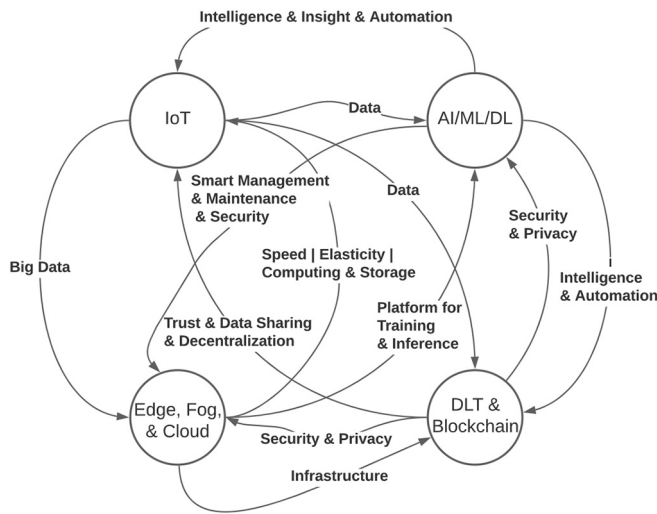 Intelligence & Insight & Automation
IoT
Data
AI/ML/DL
Smart Management
& Maintenance
& Security
Data
Security
& Privacy
Speed | Elasticity |
Computing & Storage
Big Data
Intelligence
& Automation
Trust & Data Sharing
& Decentralization
Platform for
Training
& Inference
Edge, Fog,
& Cloud
DLT &
Blockchain
Security & Privacy
Infrastructure